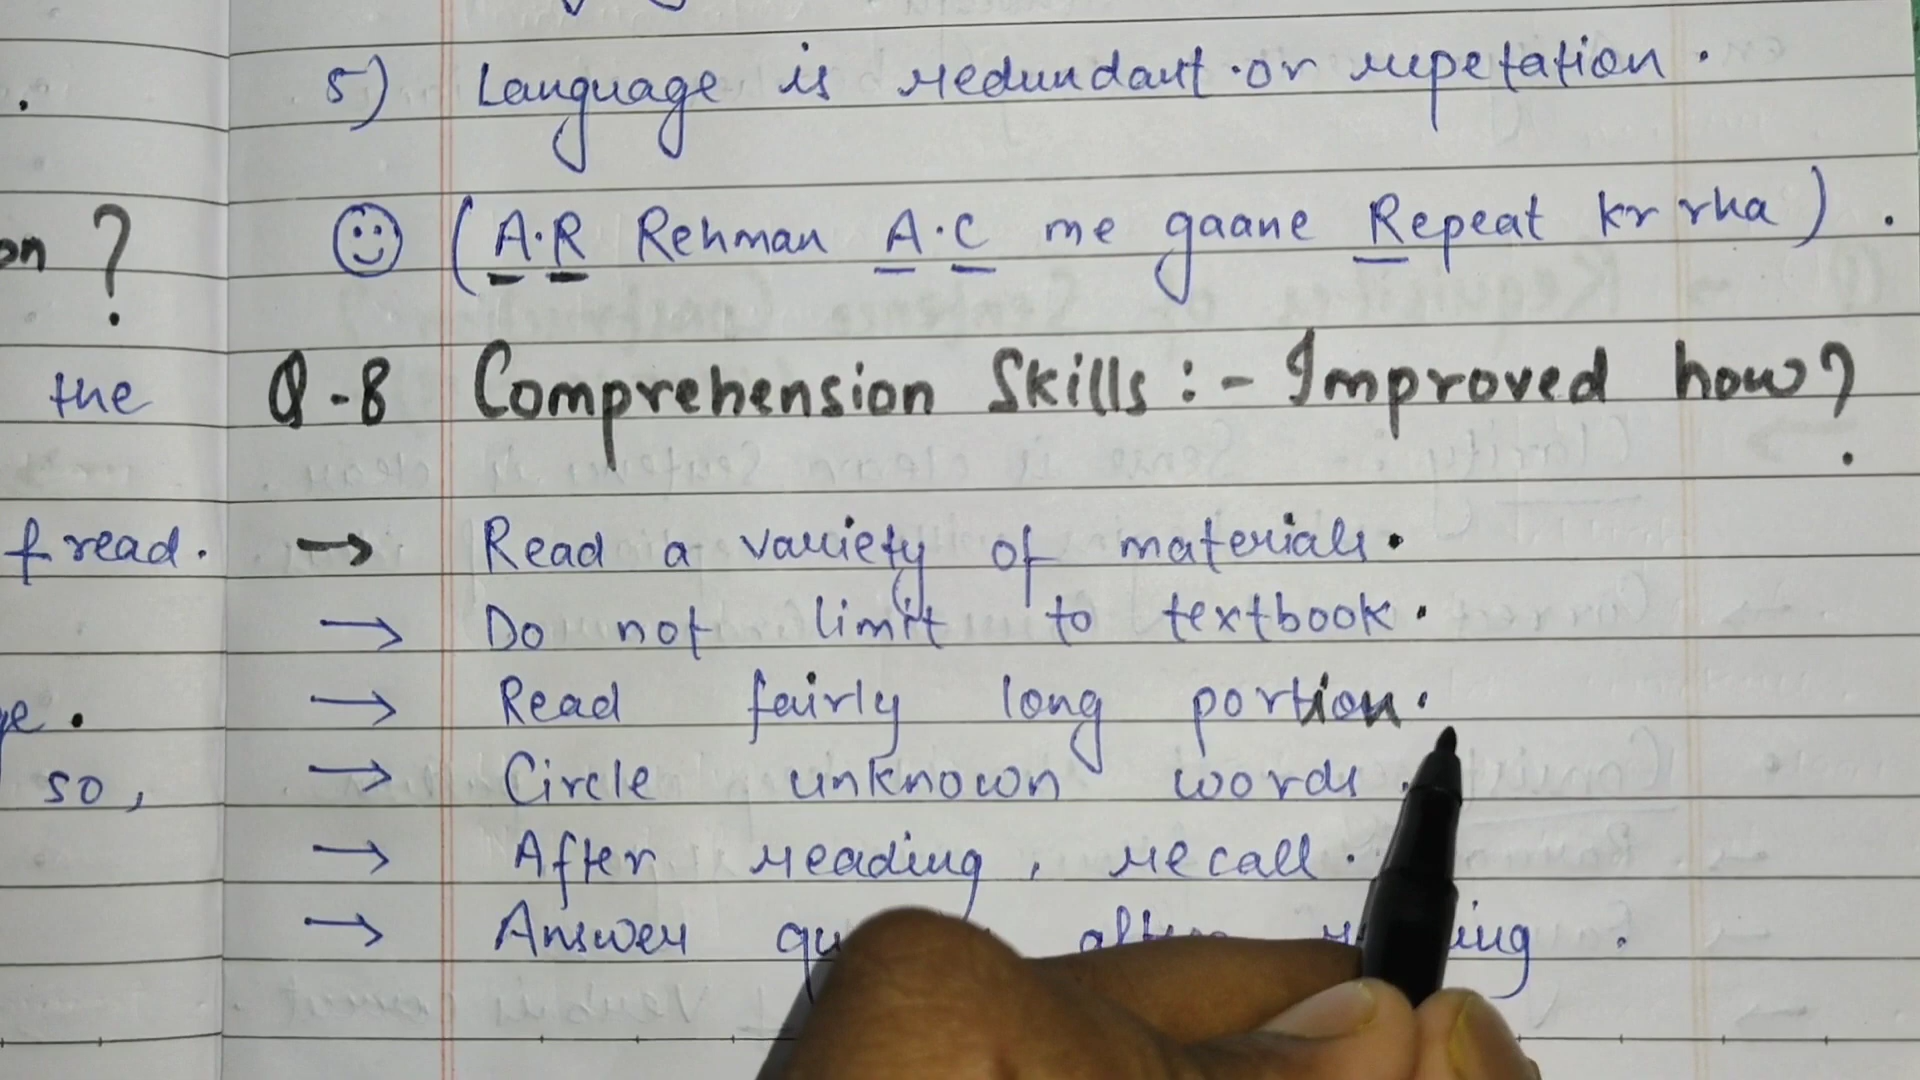 5) Language is redundant or repetation.
on ? (A.R Rehman A.C me gaane Repeat kr rha).
the Q-8 Comprehension Skills :- Improved how?
f read. → Read a variety of materials.
→ Do not limit to textbook.
→ Read fairly long portion.
so, → Circle unknown words.
→ After reading, recall.
→ Answer